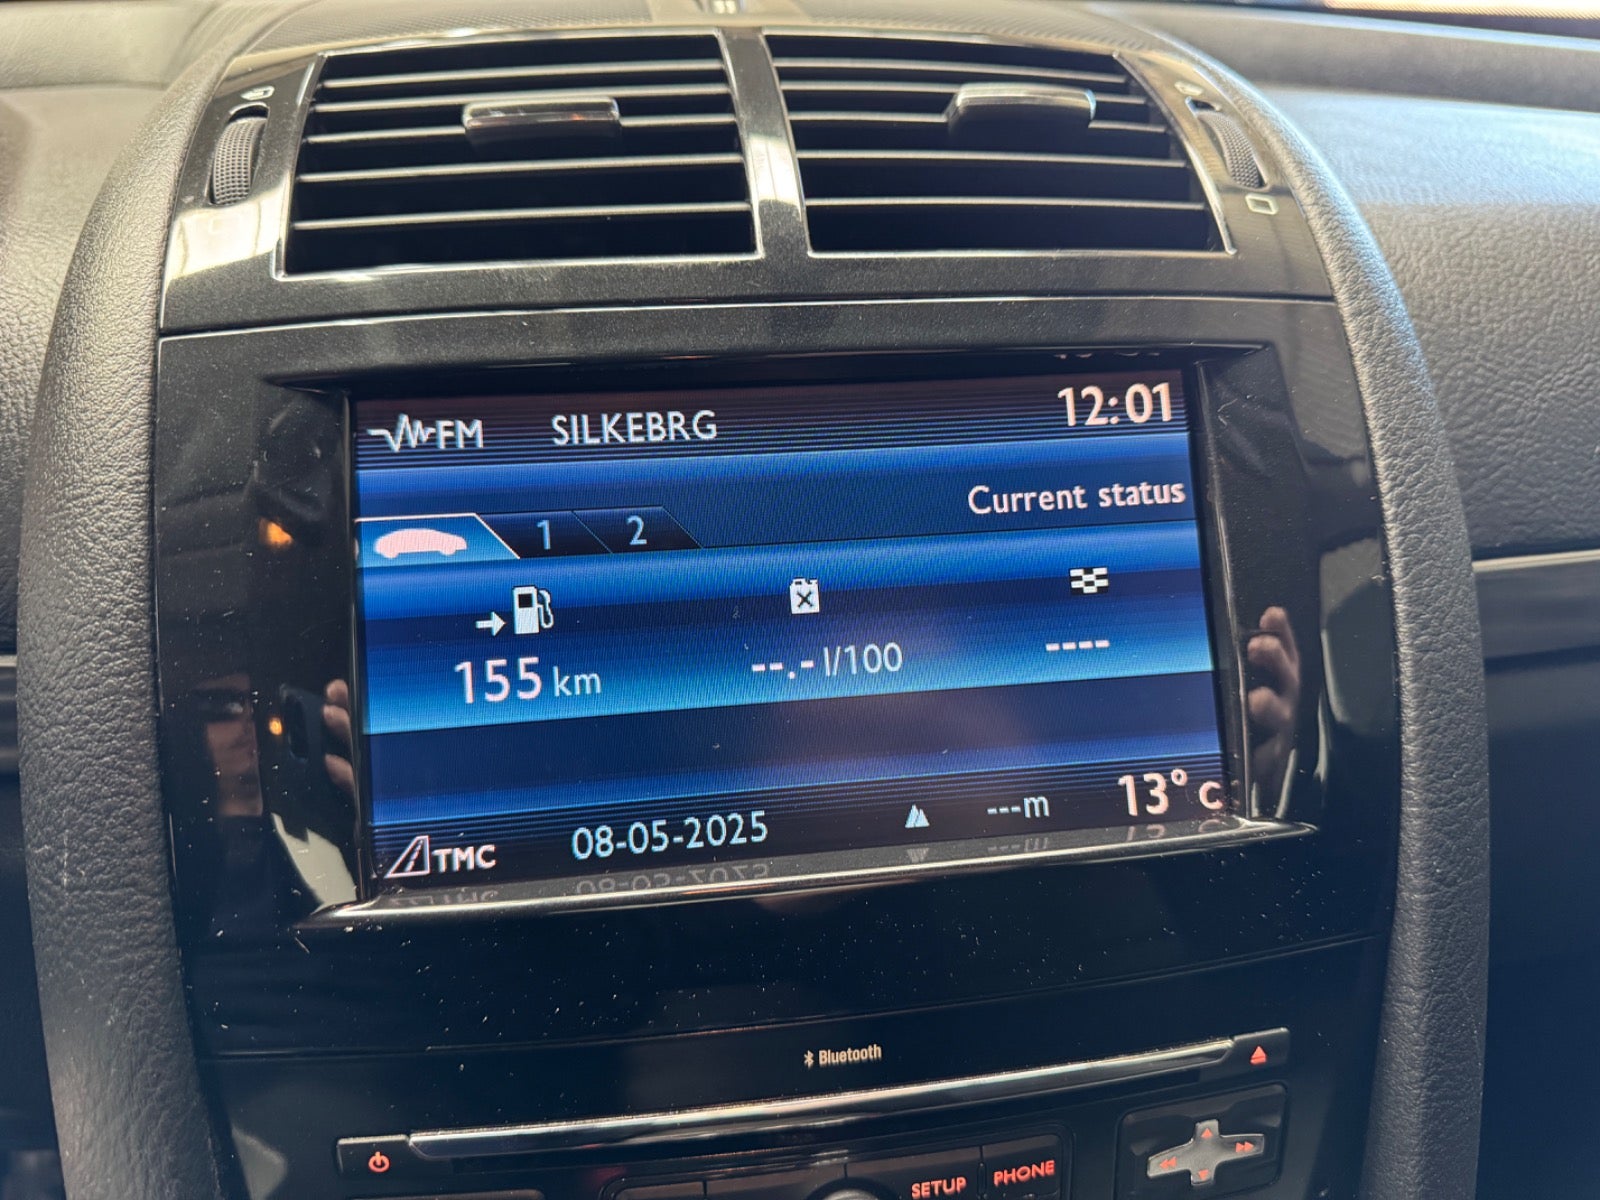 FM SILKEBRG 12:01
Current status
1 2
155 km --.- l/100 ----
TMC 08-05-2025 ---m 13° C
Bluetooth
SETUP PHONE